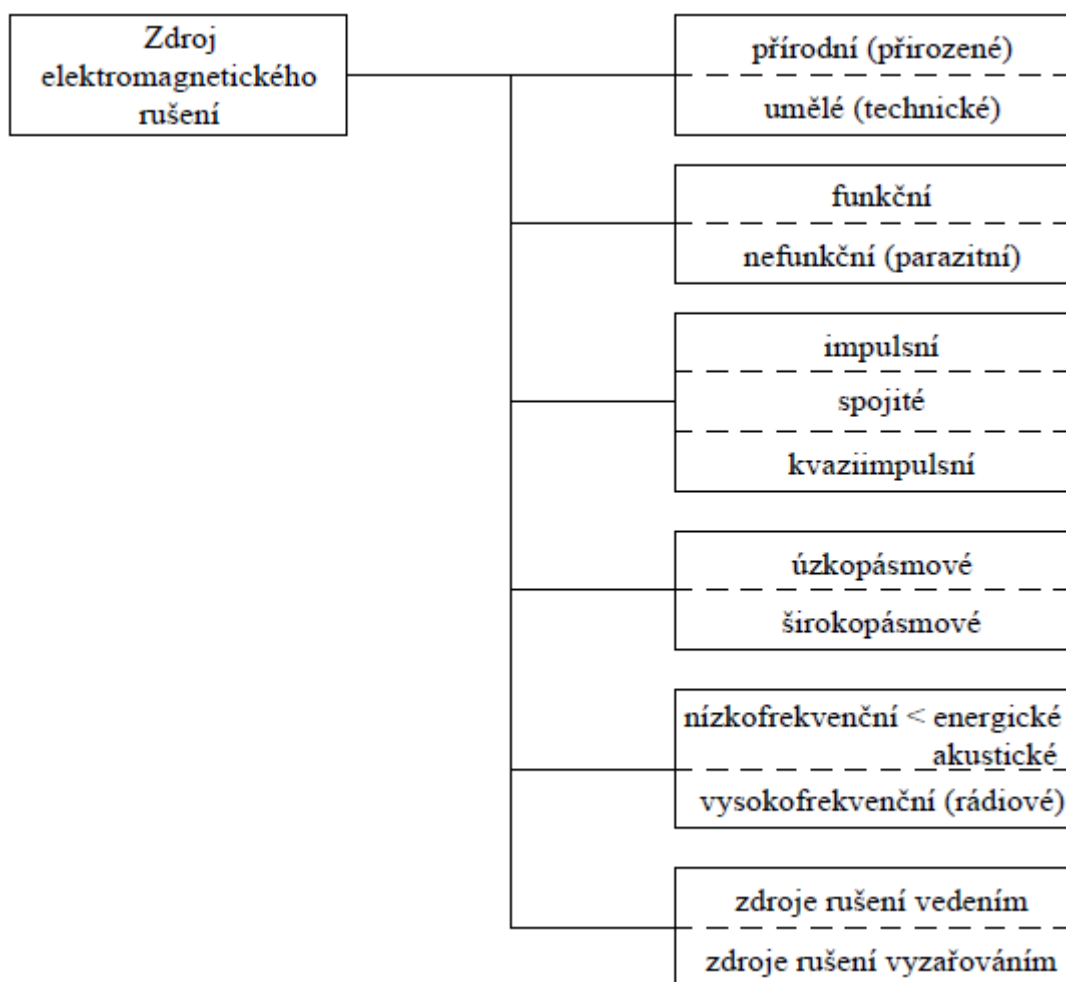 Zdroj
elektromagnetického
rušení
přírodní (přirozené)
umělé (technické)
funkční
nefunkční (parazitní)
impulsní
spojité
kvaziimpulsní
úzkopásmové
širokopásmové
nízkofrekvenční < energické
akustické
vysokofrekvenční (rádiové)
zdroje rušení vedením
zdroje rušení vyzařováním